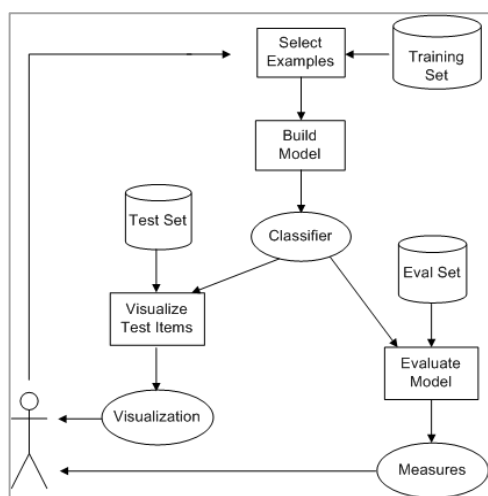 Select
Examples
Training
Set
Build
Model
Test Set
Classifier
Eval Set
Visualize
Test Items
Evaluate
Model
Visualization
Measures